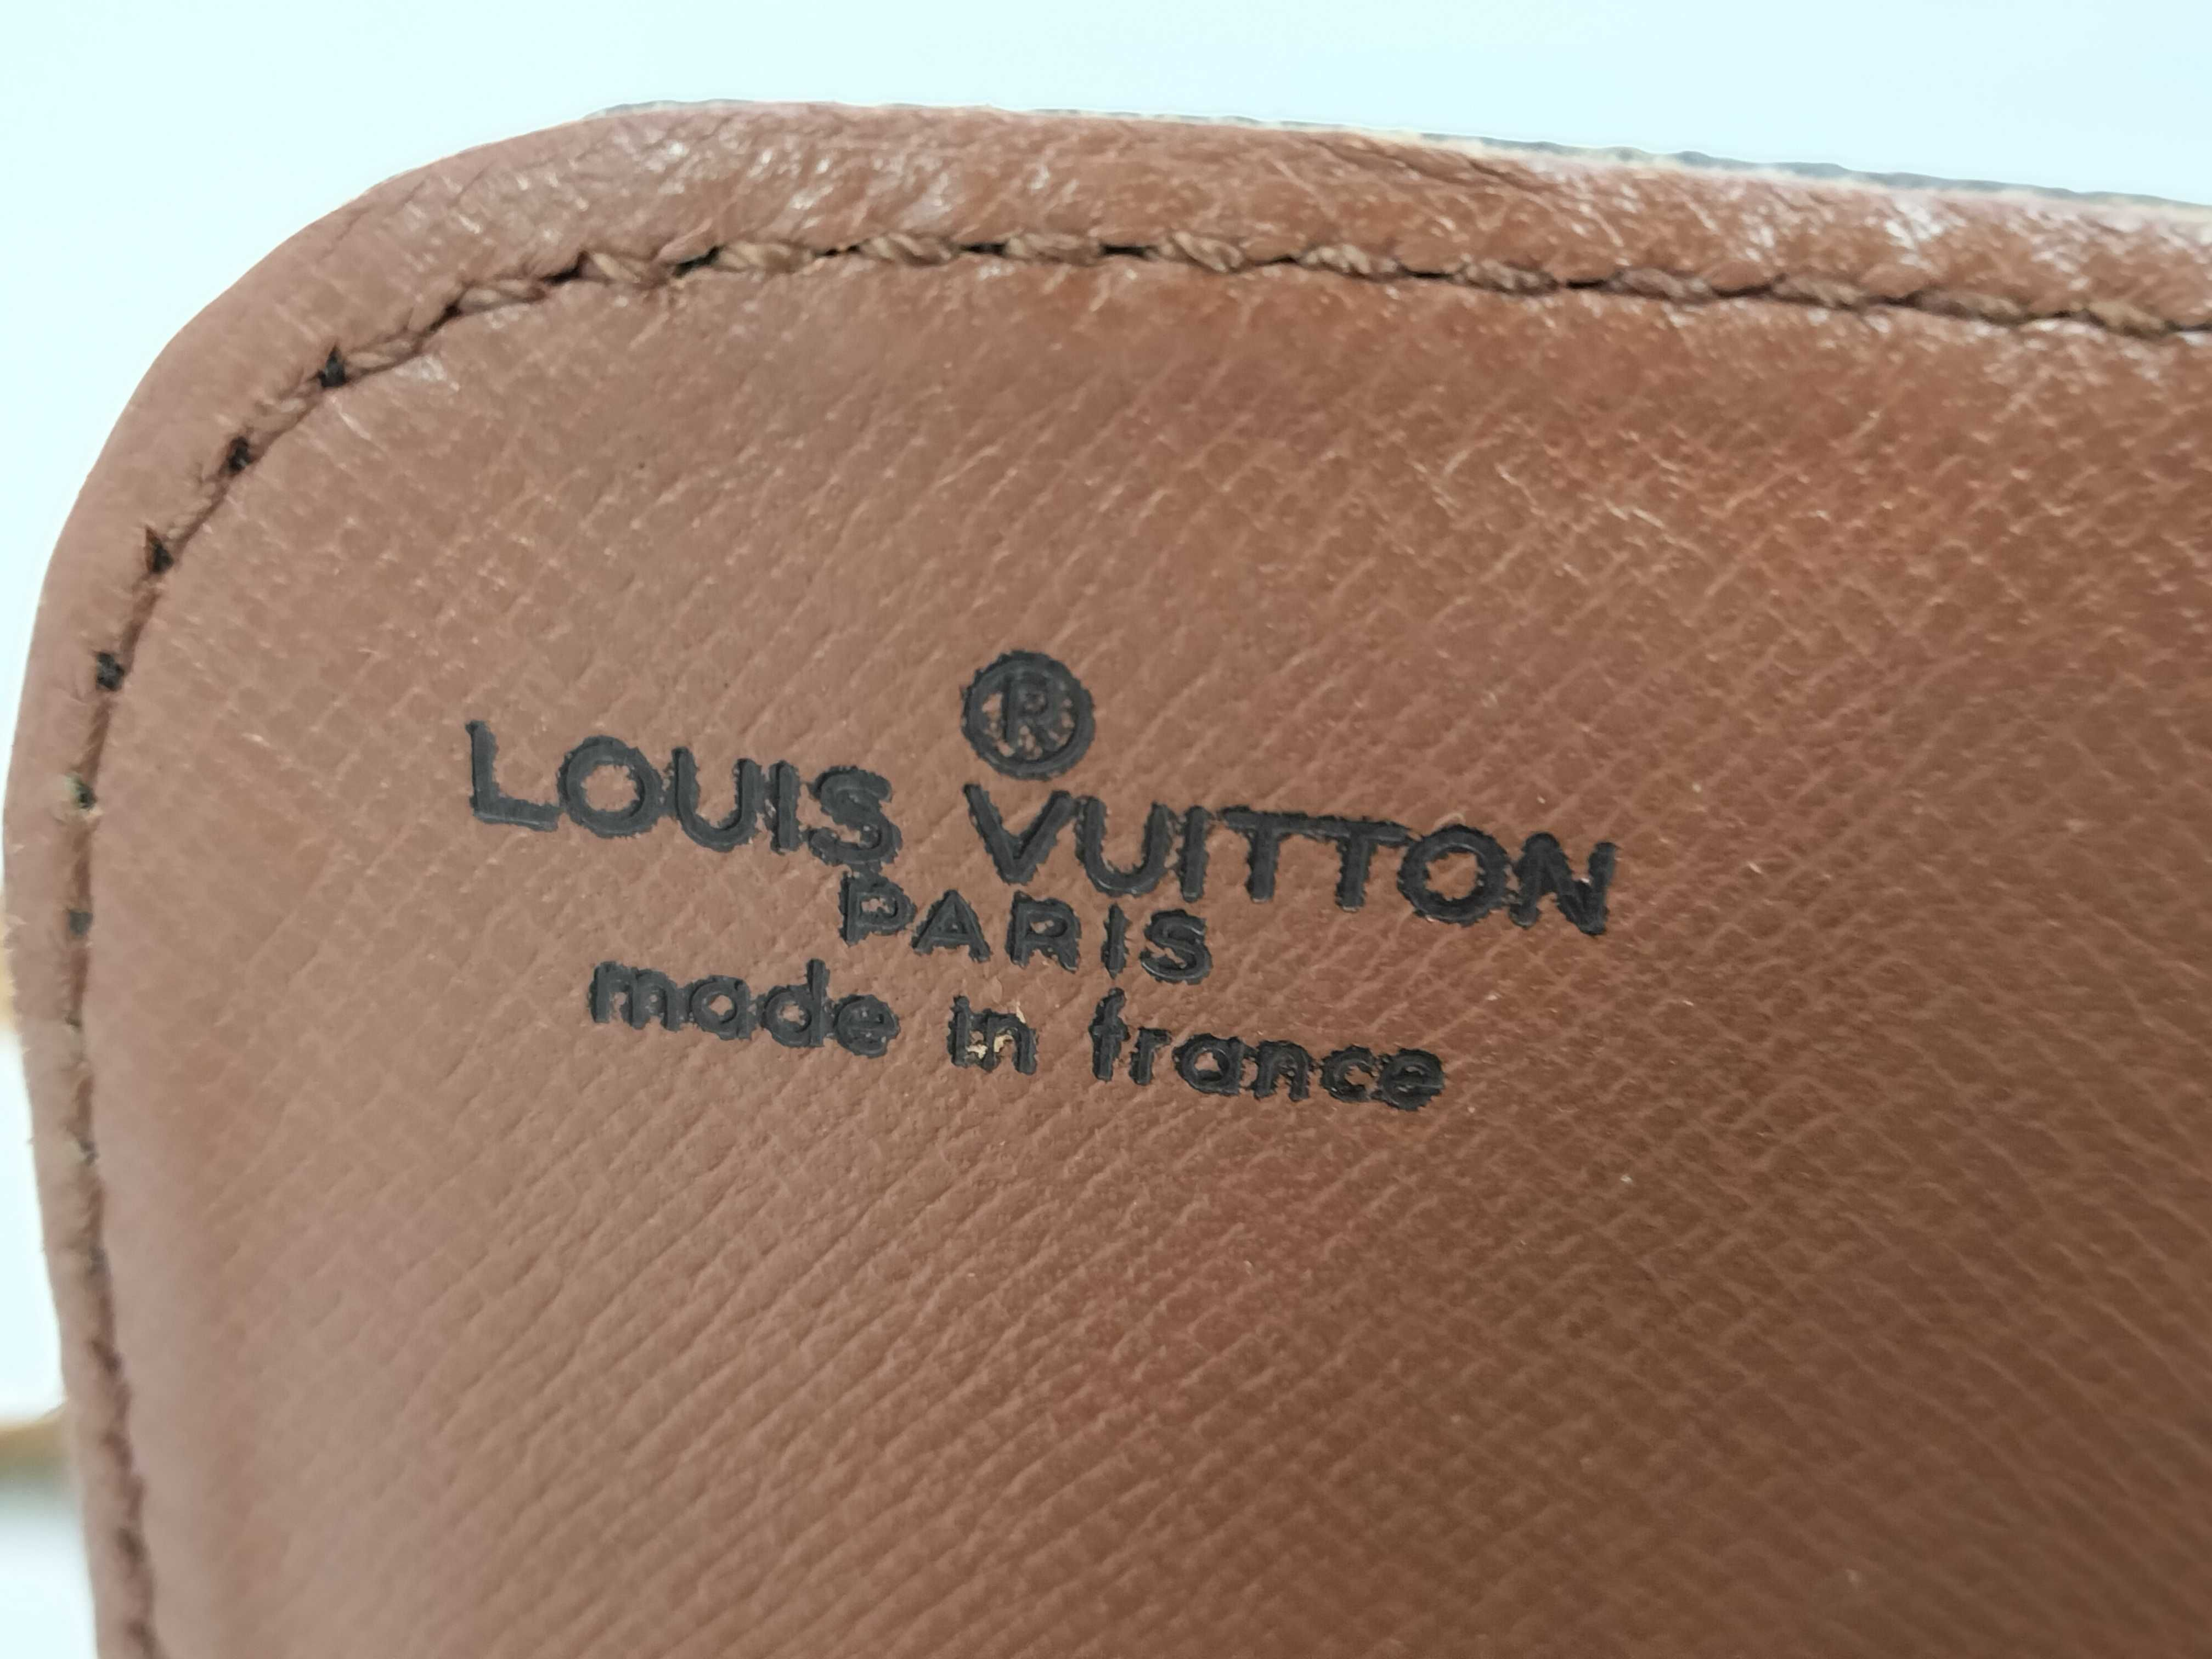 ®
LOUIS VUITTON
PARIS
made in france